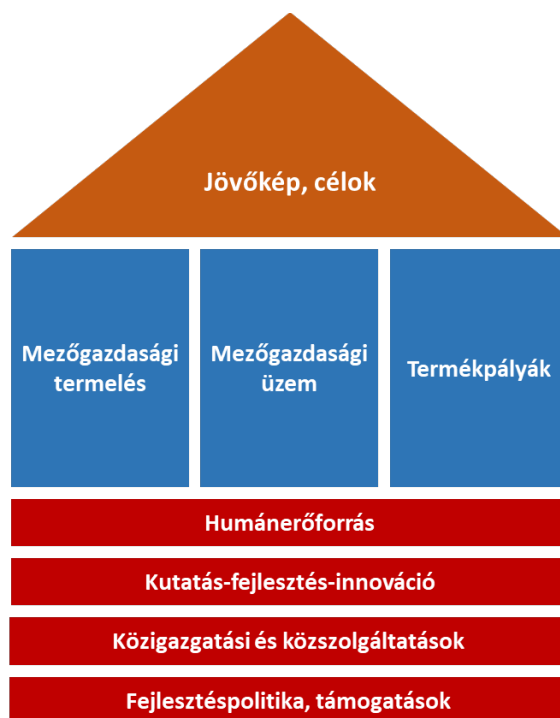 Jövőkép, célok
Mezőgazdasági
termelés
Mezőgazdasági
üzem
Termékpályák
Humánerőforrás
Kutatás-fejlesztés-innováció
Közigazgatási és közszolgáltatások
Fejlesztéspolitika, támogatások